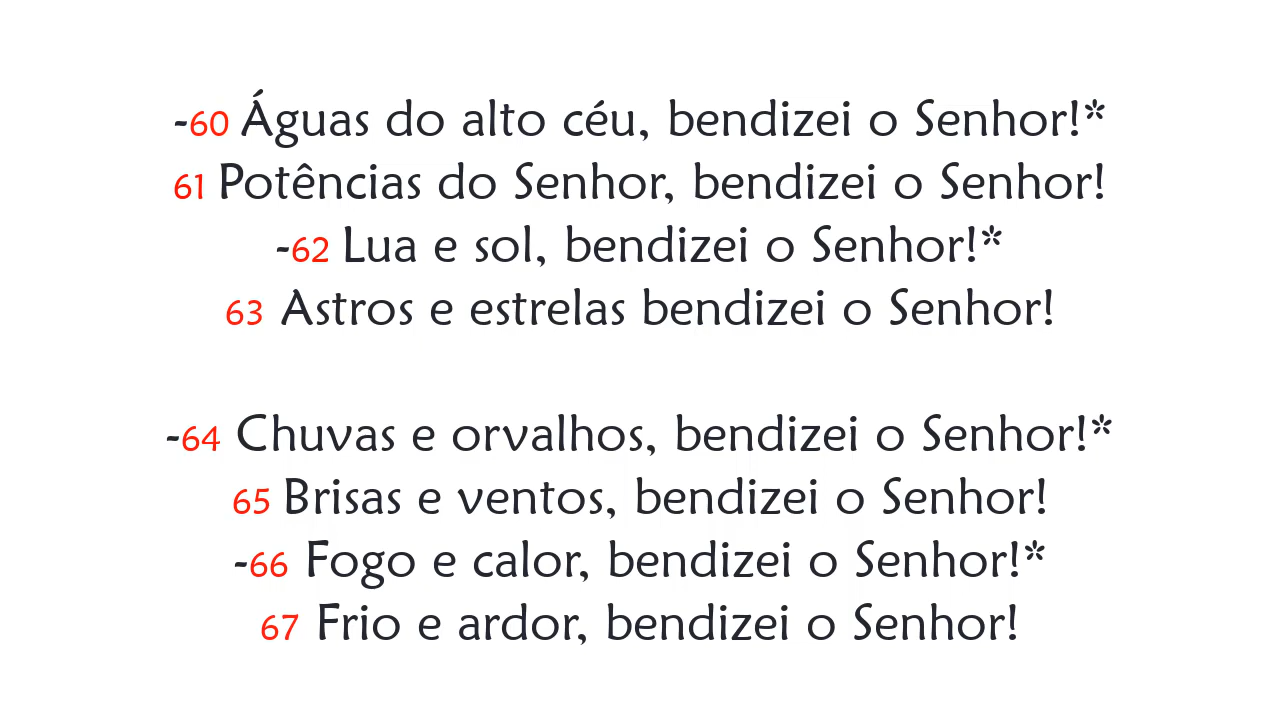 -60 Águas do alto céu, bendizei o Senhor!*
61 Potências do Senhor, bendizei o Senhor!
-62 Lua e sol, bendizei o Senhor!*
63 Astros e estrelas bendizei o Senhor!
-64 Chuvas e orvalhos, bendizei o Senhor!*
65 Brisas e ventos, bendizei o Senhor!
-66 Fogo e calor, bendizei o Senhor!*
67 Frio e ardor, bendizei o Senhor!